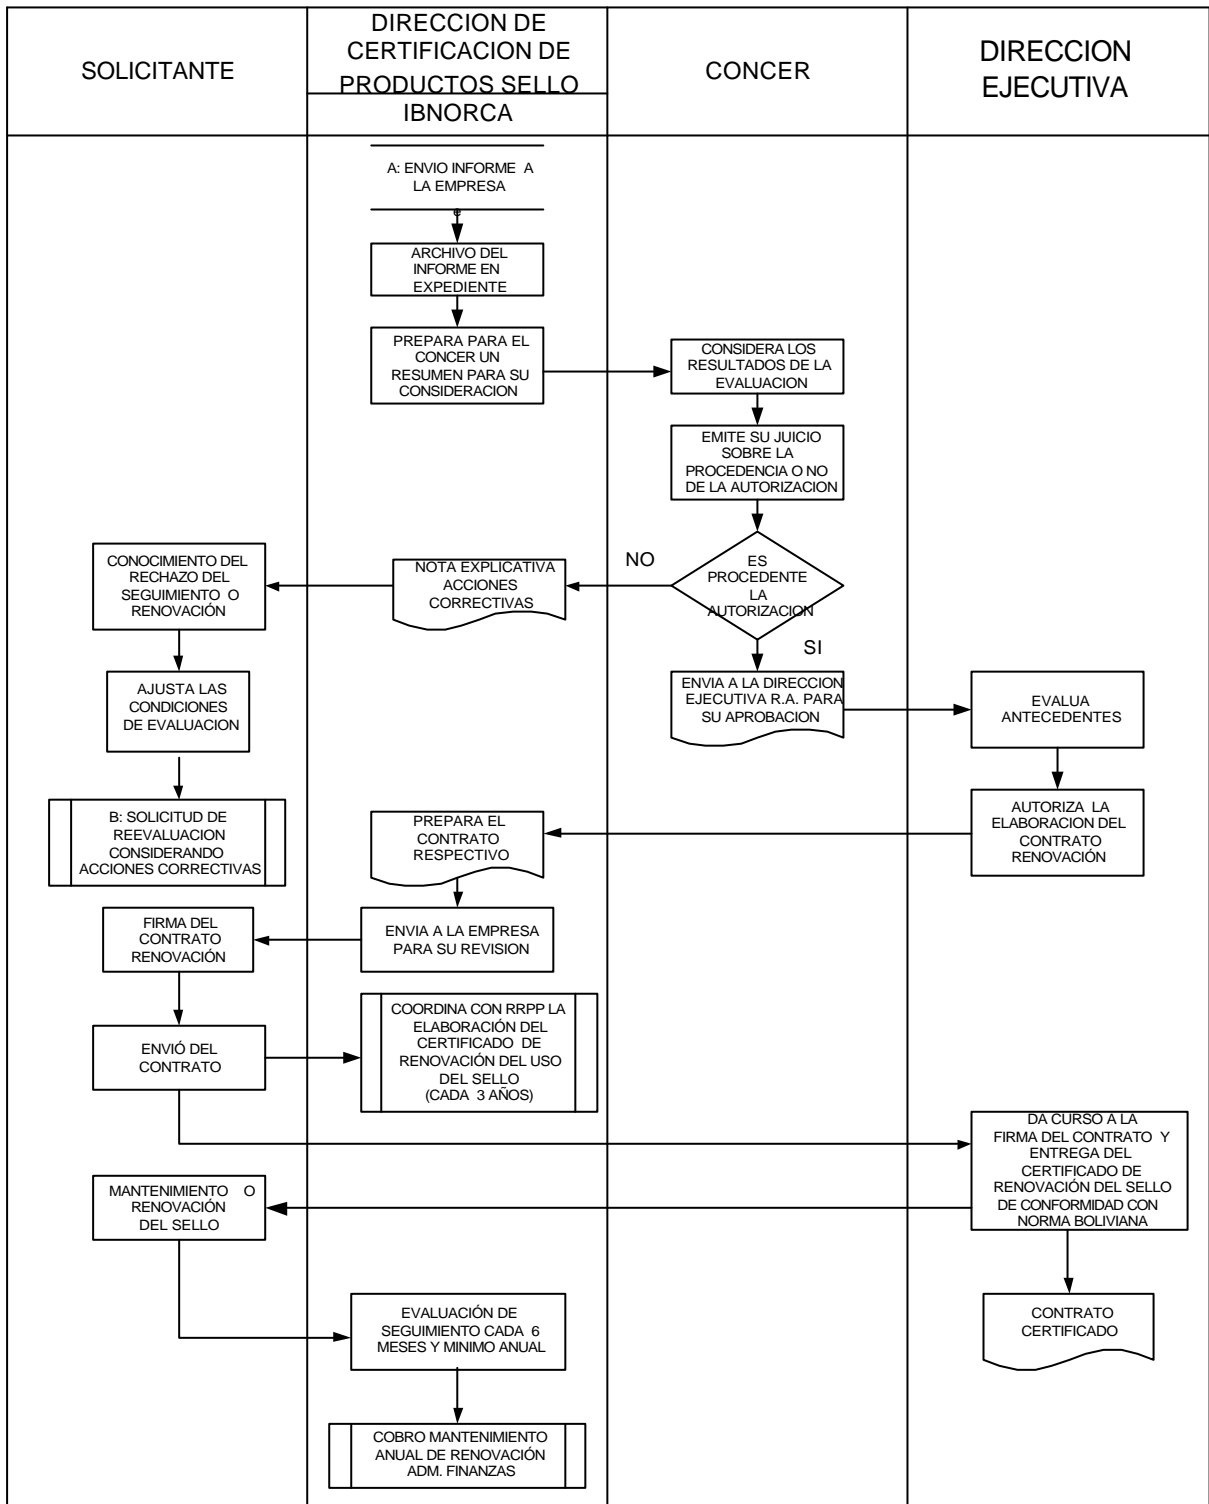 SOLICITANTE
DIRECCION DE
CERTIFICACION DE
PRODUCTOS SELLO
IBNORCA
CONCER
DIRECCION
EJECUTIVA
A: ENVIO INFORME A
LA EMPRESA
e
ARCHIVO DEL
INFORME EN
EXPEDIENTE
PREPARA PARA EL
CONCER UN
RESUMEN PARA SU
CONSIDERACION
CONSIDERA LOS
RESULTADOS DE LA
EVALUACION
EMITE SU JUICIO
SOBRE LA
PROCEDENCIA O NO
DE LA AUTORIZACION
ES
PROCEDENTE
LA
AUTORIZACION
NO
SI
NOTA EXPLICATIVA
ACCIONES
CORRECTIVAS
CONOCIMIENTO DEL
RECHAZO DEL
SEGUIMIENTO O
RENOVACIÓN
AJUSTA LAS
CONDICIONES
DE EVALUACION
B: SOLICITUD DE
REEVALUACION
CONSIDERANDO
ACCIONES CORRECTIVAS
ENVIA A LA DIRECCION
EJECUTIVA R.A. PARA
SU APROBACION
EVALUA
ANTECEDENTES
AUTORIZA LA
ELABORACION DEL
CONTRATO
RENOVACIÓN
PREPARA EL
CONTRATO
RESPECTIVO
ENVIA A LA EMPRESA
PARA SU REVISION
FIRMA DEL
CONTRATO
RENOVACIÓN
ENVIÓ DEL
CONTRATO
COORDINA CON RRPP LA
ELABORACIÓN DEL
CERTIFICADO DE
RENOVACIÓN DEL USO
DEL SELLO
(CADA 3 AÑOS)
DA CURSO A LA
FIRMA DEL CONTRATO Y
ENTREGA DEL
CERTIFICADO DE
RENOVACIÓN DEL SELLO
DE CONFORMIDAD CON
NORMA BOLIVIANA
MANTENIMIENTO O
RENOVACIÓN
DEL SELLO
CONTRATO
CERTIFICADO
EVALUACIÓN DE
SEGUIMIENTO CADA 6
MESES Y MINIMO ANUAL
COBRO MANTENIMIENTO
ANUAL DE RENOVACIÓN
ADM. FINANZAS